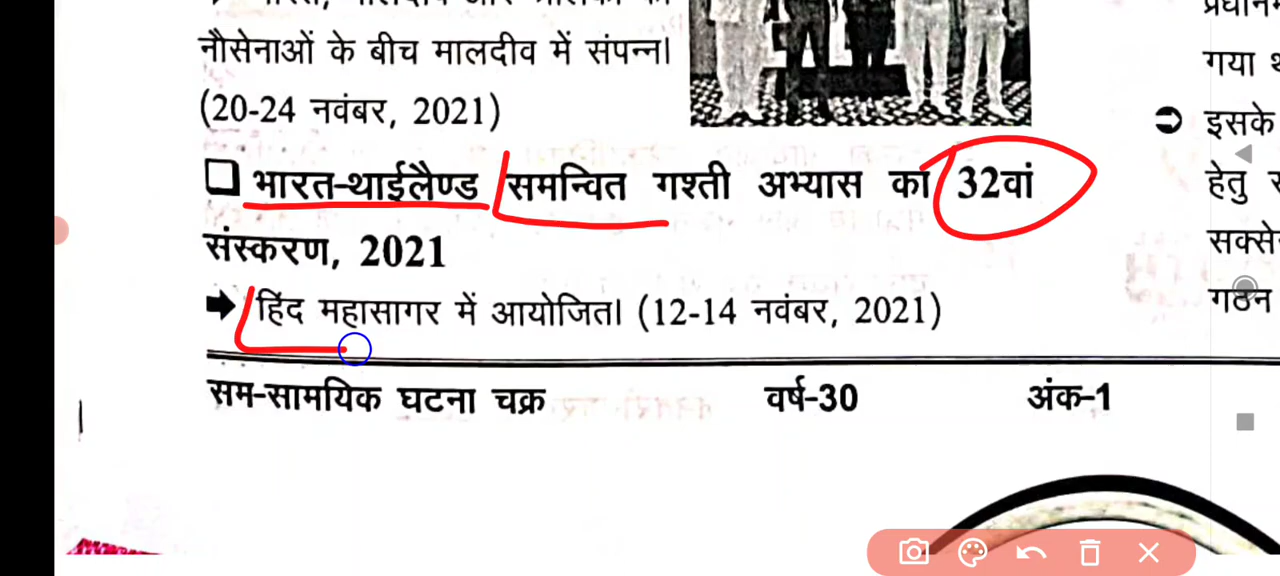 नौसेनाओं के बीच मालदीव में संपन्न।
(20-24 नवंबर, 2021)
भारत-थाईलैण्ड समन्वित गश्ती अभ्यास का 32वां
संस्करण, 2021
हिंद महासागर में आयोजित। (12-14 नवंबर, 2021)
सम-सामयिक घटना चक्र वर्ष-30 अंक-1
गया
इसके
हेतु
गठन